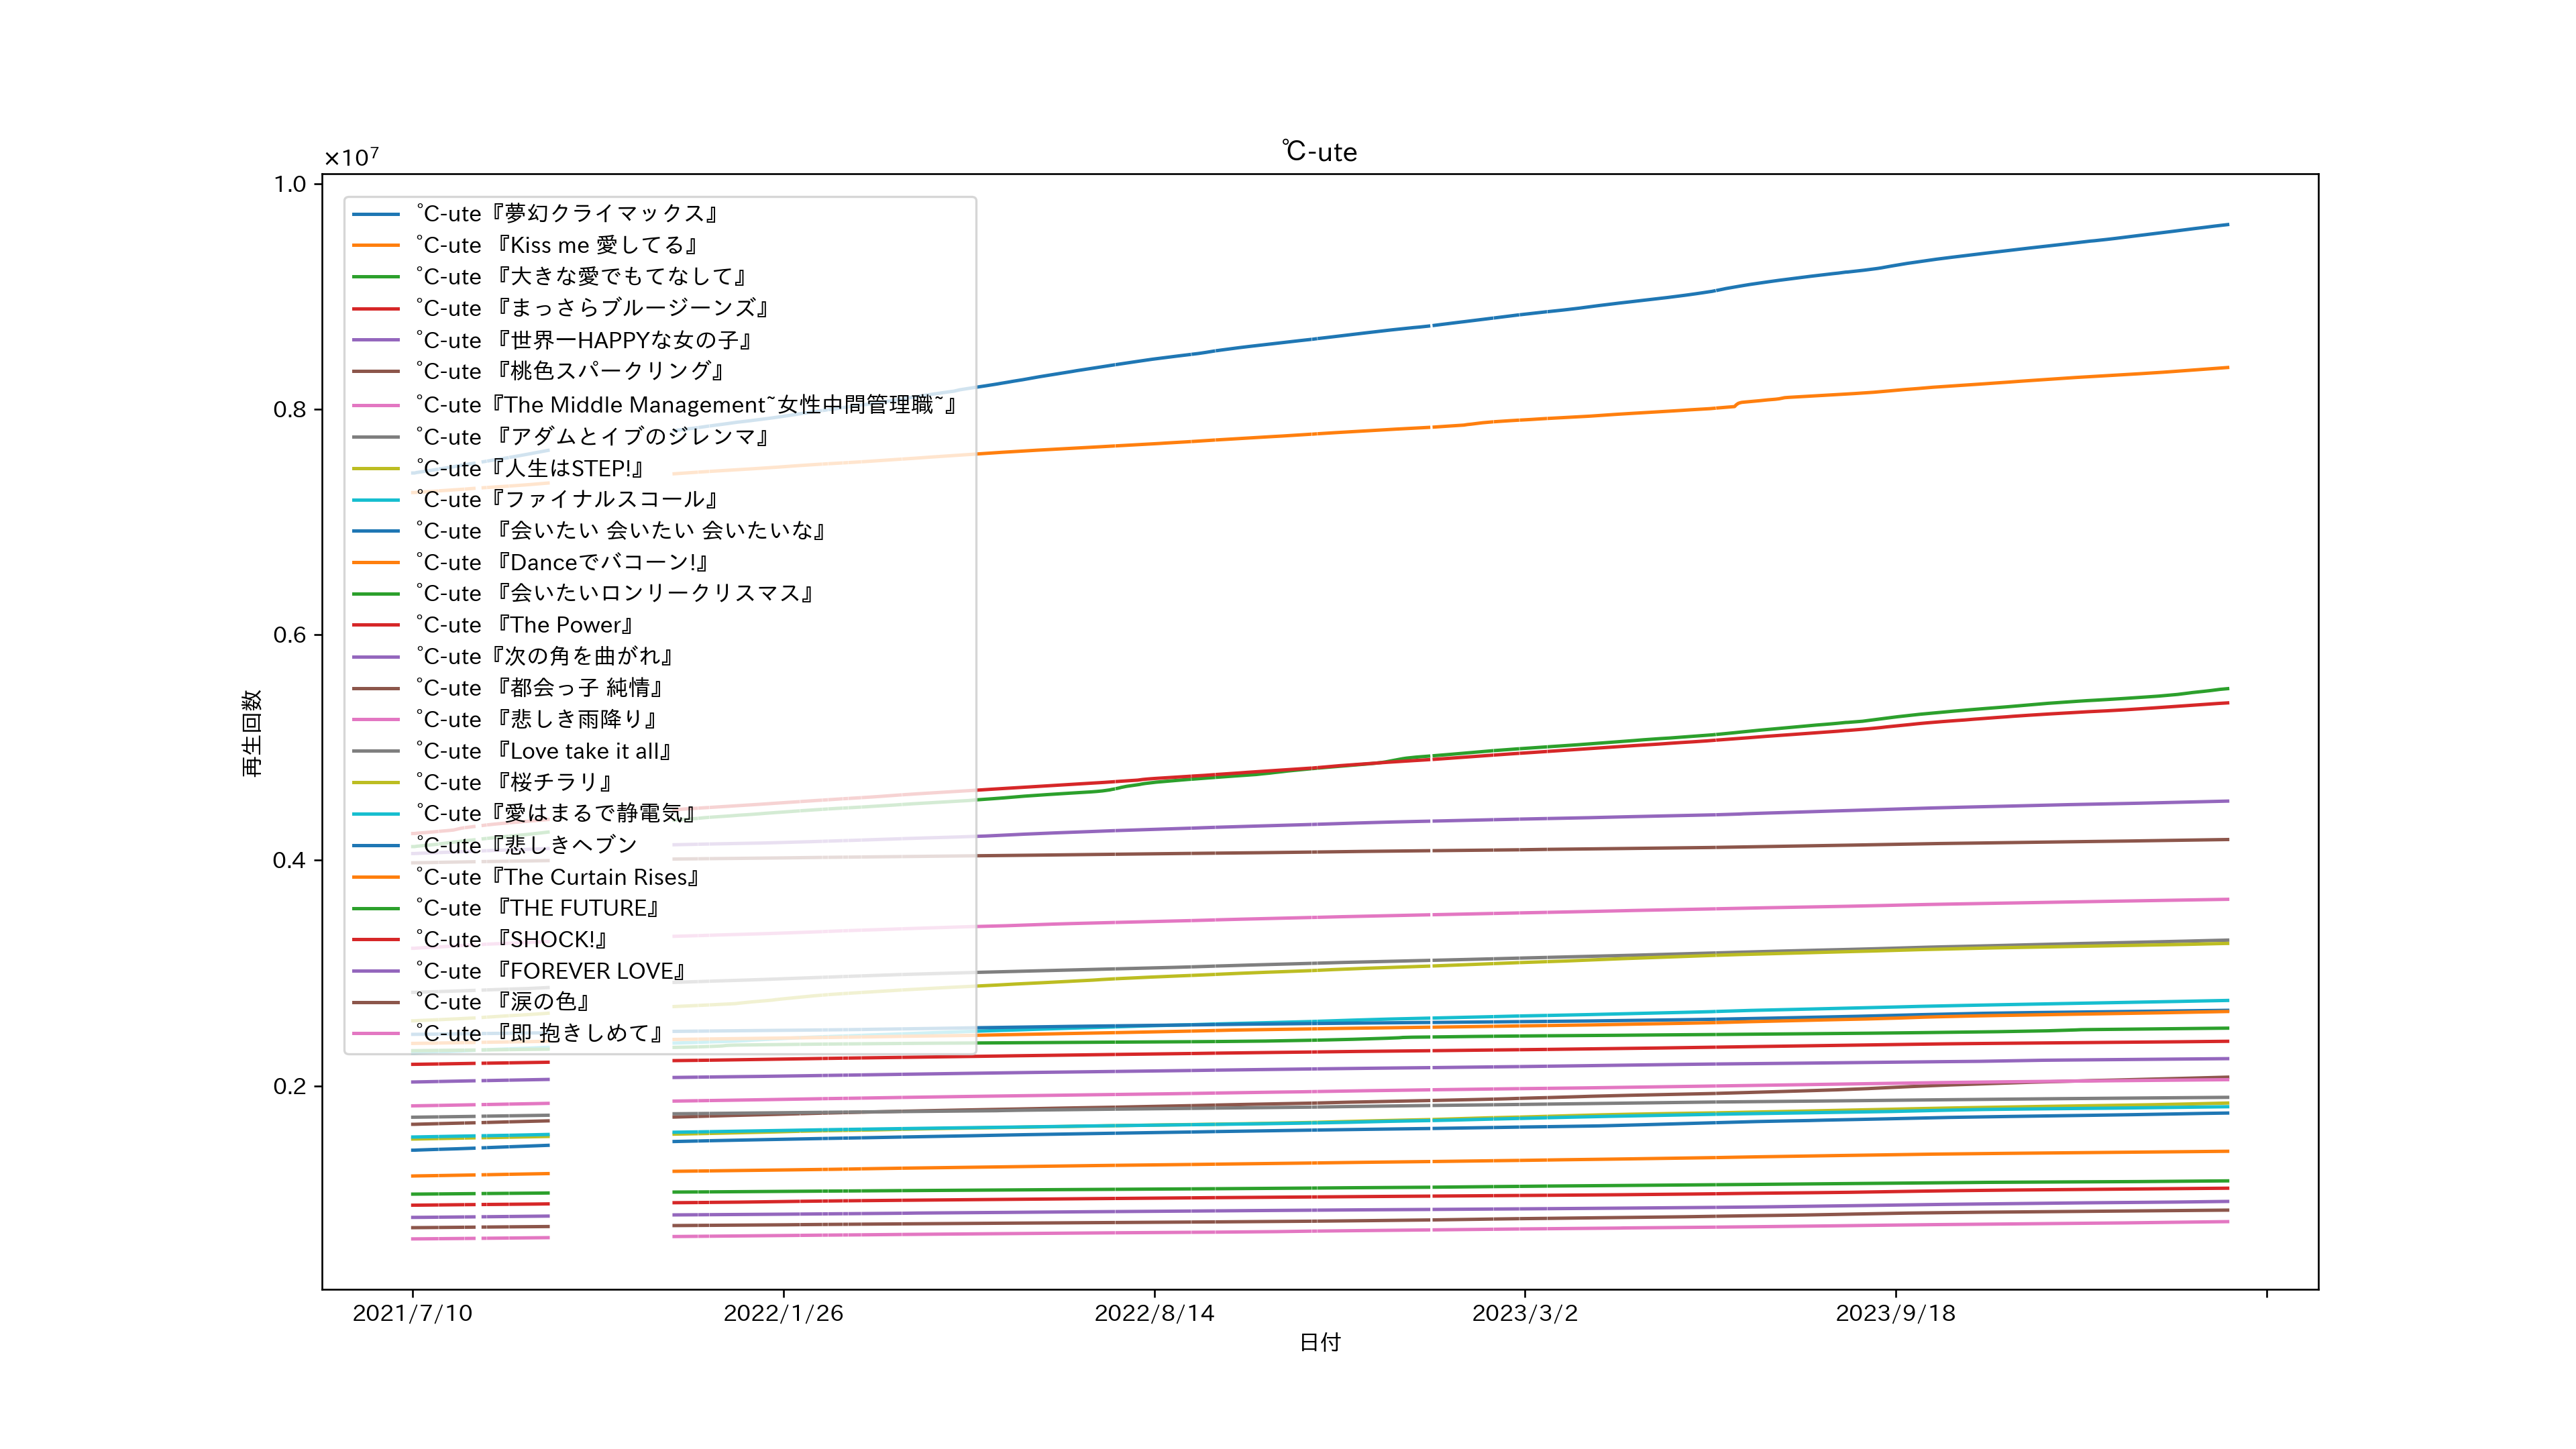 ℃-ute
×10⁷
1.0
0.8
0.6
0.4
0.2
再生回数
℃-ute『夢幻クライマックス』
℃-ute 『Kiss me 愛してる』
℃-ute 『大きな愛でもてなして』
℃-ute 『まっさらブルージーンズ』
℃-ute 『世界一HAPPYな女の子』
℃-ute 『桃色スパークリング』
℃-ute『The Middle Management~女性中間管理職~』
℃-ute 『アダムとイブのジレンマ』
℃-ute『人生はSTEP!』
℃-ute『ファイナルスコール』
℃-ute 『会いたい 会いたい 会いたいな』
℃-ute 『Danceでバコーン!』
℃-ute 『会いたいロンリークリスマス』
℃-ute 『The Power』
℃-ute『次の角を曲がれ』
℃-ute 『都会っ子 純情』
℃-ute 『悲しき雨降り』
℃-ute 『Love take it all』
℃-ute 『桜チラリ』
℃-ute『愛はまるで静電気』
℃-ute『悲しきヘブン
℃-ute『The Curtain Rises』
℃-ute 『THE FUTURE』
℃-ute 『SHOCK!』
℃-ute 『FOREVER LOVE』
℃-ute 『涙の色』
℃-ute 『即 抱きしめて』
2021/7/10
2022/1/26
2022/8/14
2023/3/2
2023/9/18
日付